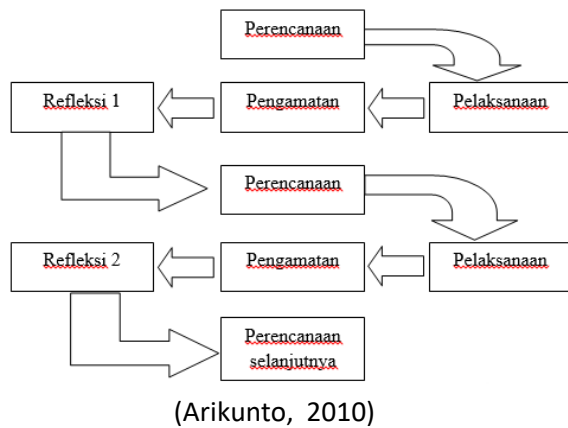 Perencanaan
Refleksi 1
Pengamatan
Pelaksanaan
Perencanaan
Refleksi 2
Pengamatan
Pelaksanaan
Perencanaan
selanjutnya
(Arikunto, 2010)